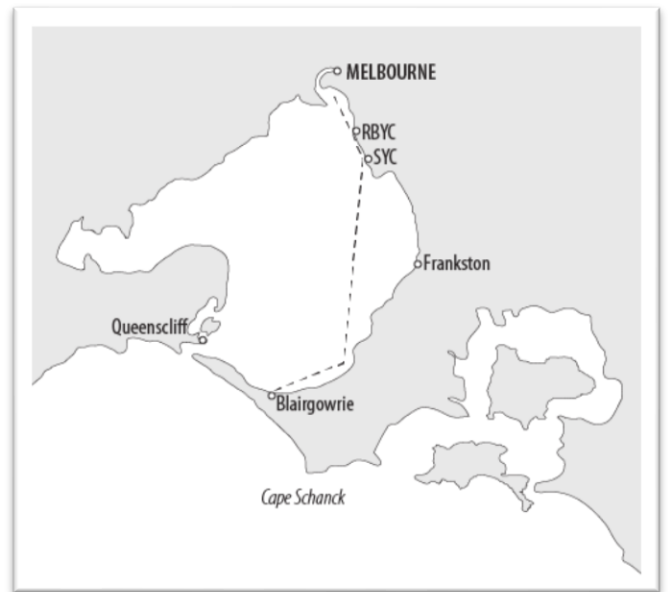 MELBOURNE
RBYC
SYC
Frankston
Queenscliff
Blairgowrie
Cape Schanck